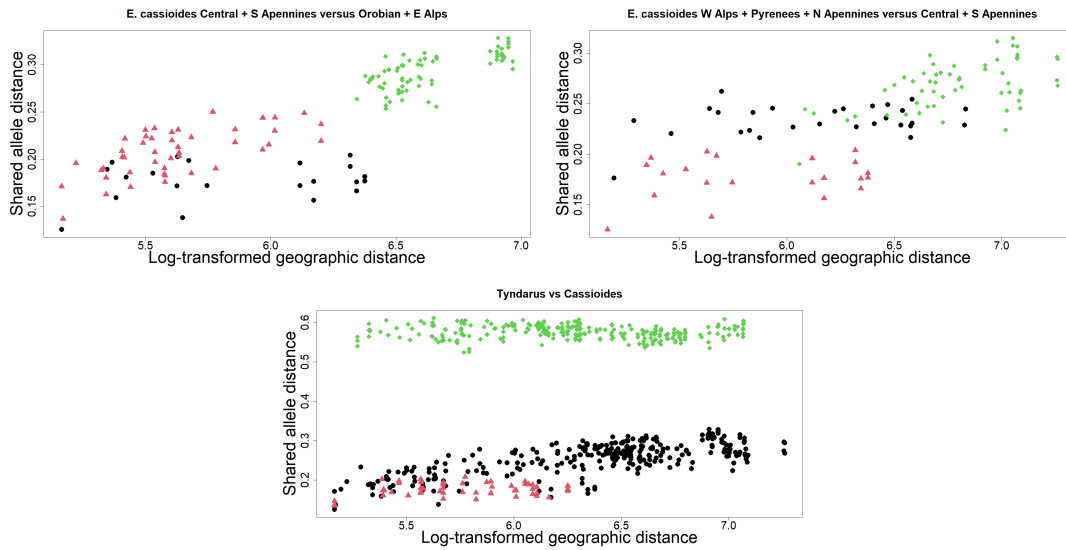 E. cassioides Central + S Apennines versus Orobian + E Alps
Shared allele distance
0.15 0.20 0.25 0.30
5.5 6.0 6.5 7.0
Log-transformed geographic distance
E. cassioides W Alps + Pyrenees + N Apennines versus Central + S Apennines
Shared allele distance
0.15 0.20 0.25 0.30
5.5 6.0 6.5 7.0
Log-transformed geographic distance
Tyndarus vs Cassioides
Shared allele distance
0.2 0.3 0.4 0.5 0.6
5.5 6.0 6.5 7.0
Log-transformed geographic distance